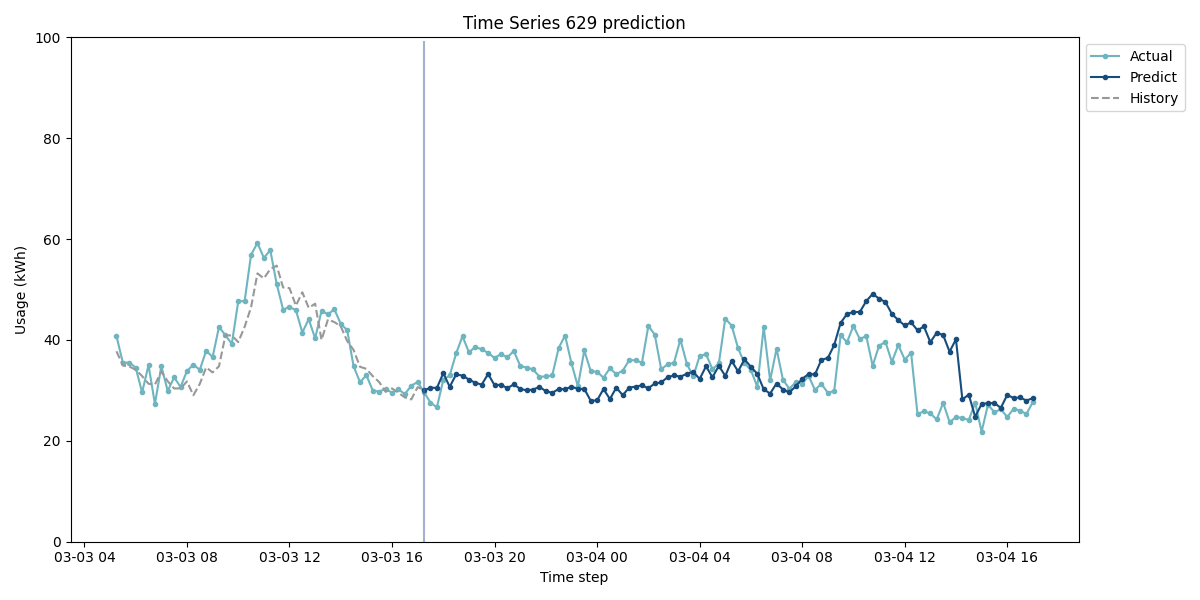 Time Series 629 prediction
Usage (kWh)
100
80
60
40
20
0
03-03 04
03-03 08
03-03 12
03-03 16
03-03 20
03-04 00
03-04 04
03-04 08
03-04 12
03-04 16
Time step
Actual
Predict
History